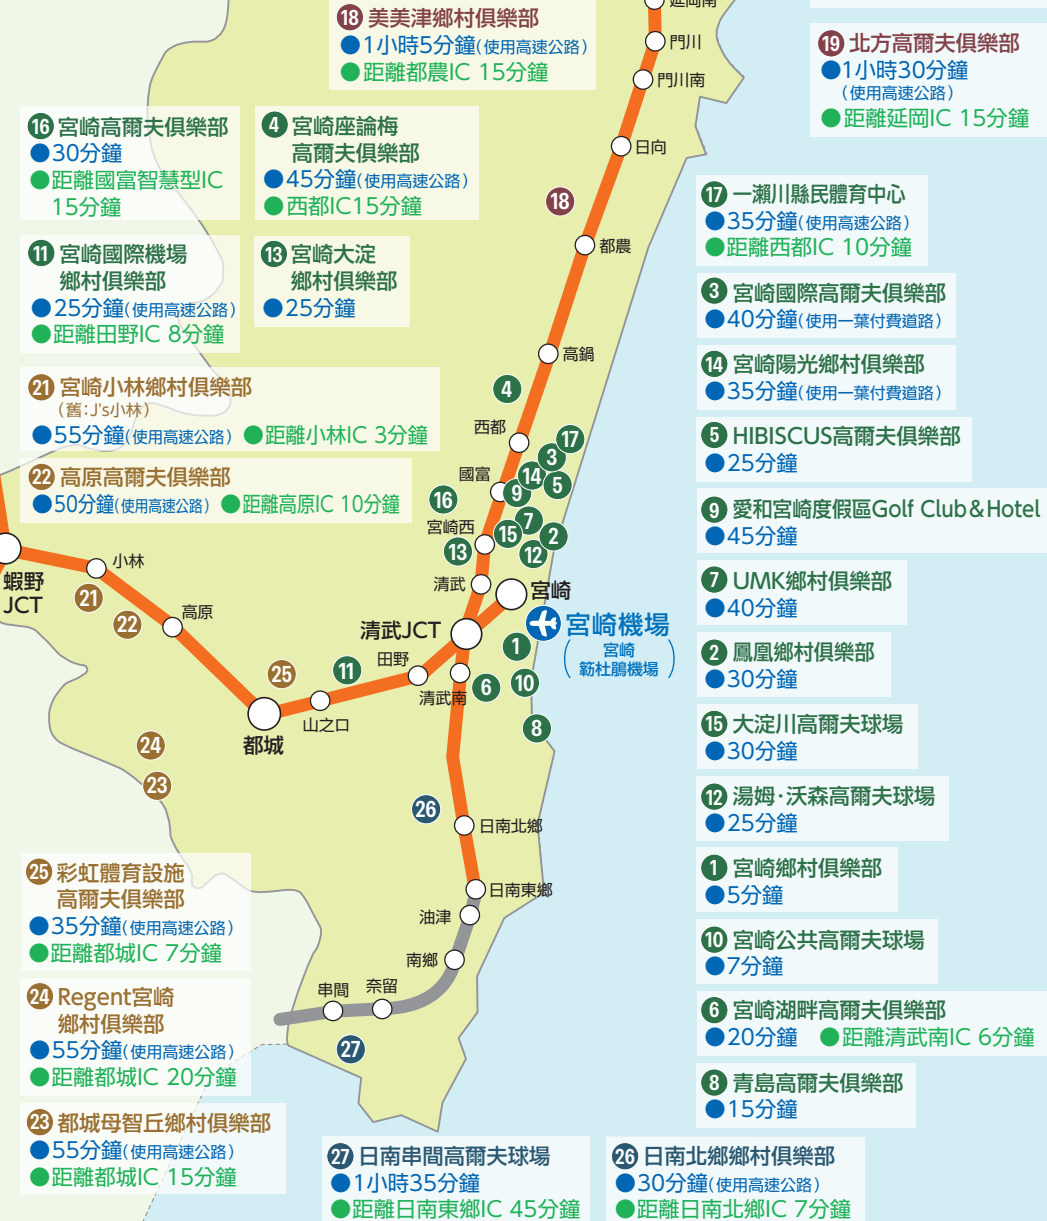 18 美美津鄉村俱樂部
●1小時5分鐘(使用高速公路)
●距離都農IC 15分鐘
19 北方高爾夫俱樂部
●1小時30分鐘
(使用高速公路)
●距離延岡IC 15分鐘
16 宮崎高爾夫俱樂部
●30分鐘
●距離國富智慧型IC
15分鐘
4 宮崎座論梅
高爾夫俱樂部
●45分鐘(使用高速公路)
●西都IC15分鐘
11 宮崎國際機場
鄉村俱樂部
●25分鐘(使用高速公路)
●距離田野IC 8分鐘
13 宮崎大淀
鄉村俱樂部
●25分鐘
21 宮崎小林鄉村俱樂部
(舊:J's小林)
●55分鐘(使用高速公路) ●距離小林IC 3分鐘
22 高原高爾夫俱樂部
●50分鐘(使用高速公路) ●距離高原IC 10分鐘
延岡南
門川
門川南
日向
18
都農
高鍋
4
西都
17
3
14
5
國富
9
16
7
宮崎西
15
2
13
12
清武
宮崎
宮崎機場
(宮崎
簕杜鵑機場)
清武JCT
1
田野
11
清武南
6
10
8
小林
蝦野
JCT
21
22
高原
25
山之口
都城
24
23
26
日南北鄉
日南東鄉
油津
南鄉
奈留
串間
27
17 一瀨川縣民體育中心
●35分鐘(使用高速公路)
●距離西都IC 10分鐘
3 宮崎國際高爾夫俱樂部
●40分鐘(使用一葉付費道路)
14 宮崎陽光鄉村俱樂部
●35分鐘(使用一葉付費道路)
5 HIBISCUS高爾夫俱樂部
●25分鐘
9 愛和宮崎度假區Golf Club&Hotel
●45分鐘
7 UMK鄉村俱樂部
●40分鐘
2 鳳凰鄉村俱樂部
●30分鐘
15 大淀川高爾夫球場
●30分鐘
12 湯姆·沃森高爾夫球場
●25分鐘
1 宮崎鄉村俱樂部
●5分鐘
10 宮崎公共高爾夫球場
●7分鐘
6 宮崎湖畔高爾夫俱樂部
●20分鐘 ●距離清武南IC 6分鐘
8 青島高爾夫俱樂部
●15分鐘
25 彩虹體育設施
高爾夫俱樂部
●35分鐘(使用高速公路)
●距離都城IC 7分鐘
24 Regent宮崎
鄉村俱樂部
●55分鐘(使用高速公路)
●距離都城IC 20分鐘
23 都城母智丘鄉村俱樂部
●55分鐘(使用高速公路)
●距離都城IC 15分鐘
27 日南串間高爾夫球場
●1小時35分鐘
●距離日南東鄉IC 45分鐘
26 日南北鄉鄉村俱樂部
●30分鐘(使用高速公路)
●距離日南北鄉IC 7分鐘